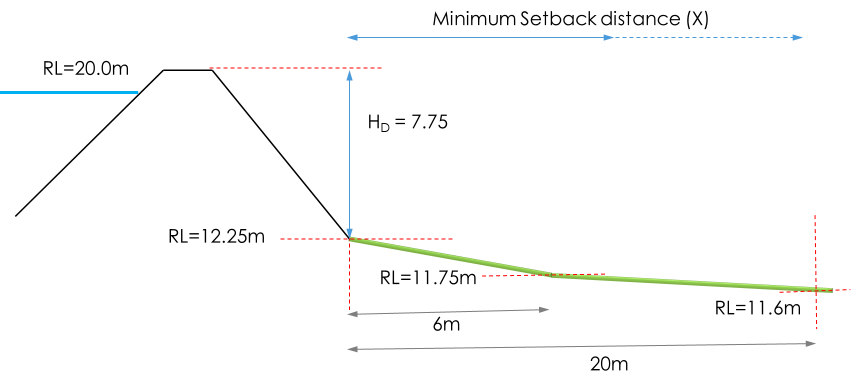 Minimum Setback distance (X)
RL=20.0m
H_D = 7.75
RL=12.25m
RL=11.75m
RL=11.6m
6m
20m